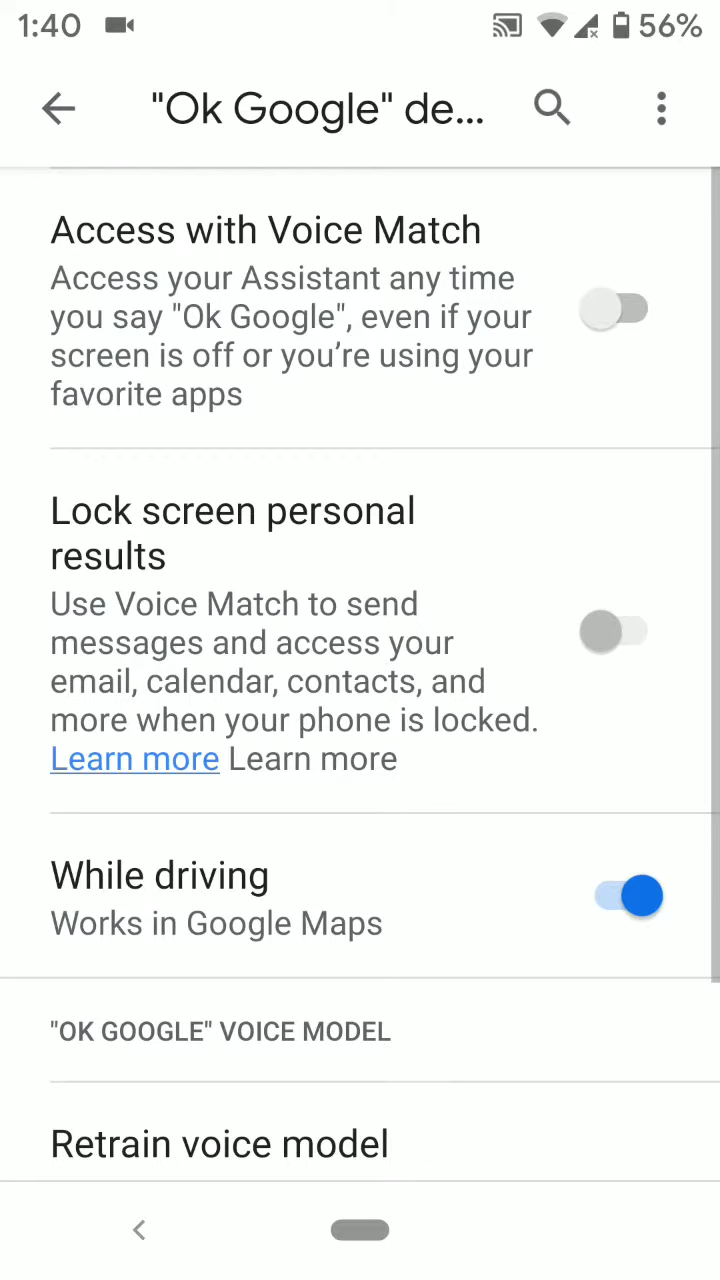 1:40
56%
"Ok Google" de...
Access with Voice Match
Access your Assistant any time
you say "Ok Google", even if your
screen is off or you’re using your
favorite apps
Lock screen personal
results
Use Voice Match to send
messages and access your
email, calendar, contacts, and
more when your phone is locked.
Learn more Learn more
While driving
Works in Google Maps
"OK GOOGLE" VOICE MODEL
Retrain voice model